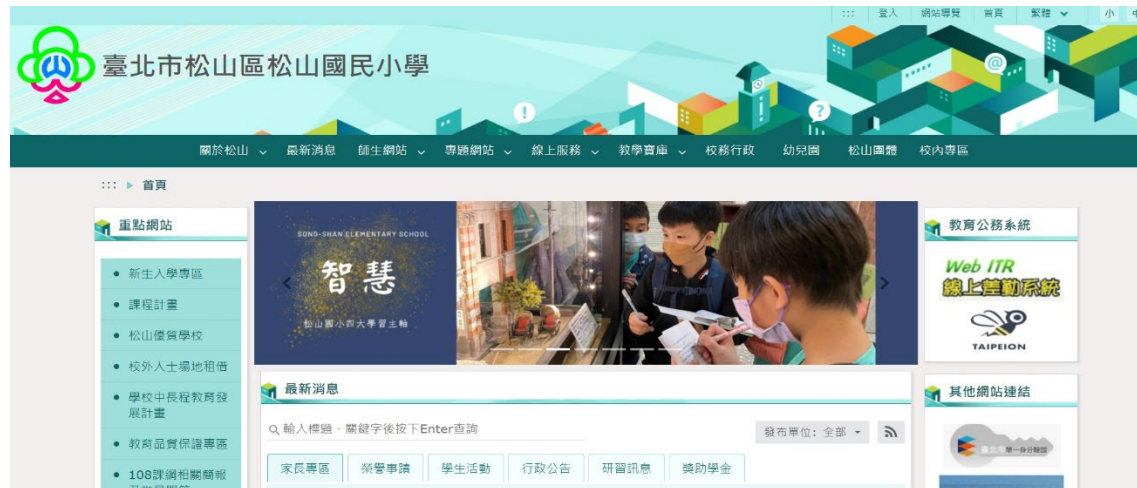 :::
登入
網站導覽
首頁
繁體
小
臺北市松山區松山國民小學
關於松山
最新消息
師生網站
專題網站
線上服務
教學寶庫
校務行政
幼兒園
松山團體
校內專區
::: 首頁
重點網站
新生入學專區
課程計畫
松山優質學校
校外人士場地租借
學校中長程教育發
展計畫
教育品質保證專區
108課綱相關簡報
SONG-SHAN ELEMENTARY SCHOOL
智慧
松山國小四大學習主軸
最新消息
輸入標題、關鍵字後按下Enter查詢
發布單位: 全部
家長專區
榮譽事蹟
學生活動
行政公告
研習訊息
獎助學金
教育公務系統
Web ITR
線上差勤系統
TAIPEION
其他網站連結